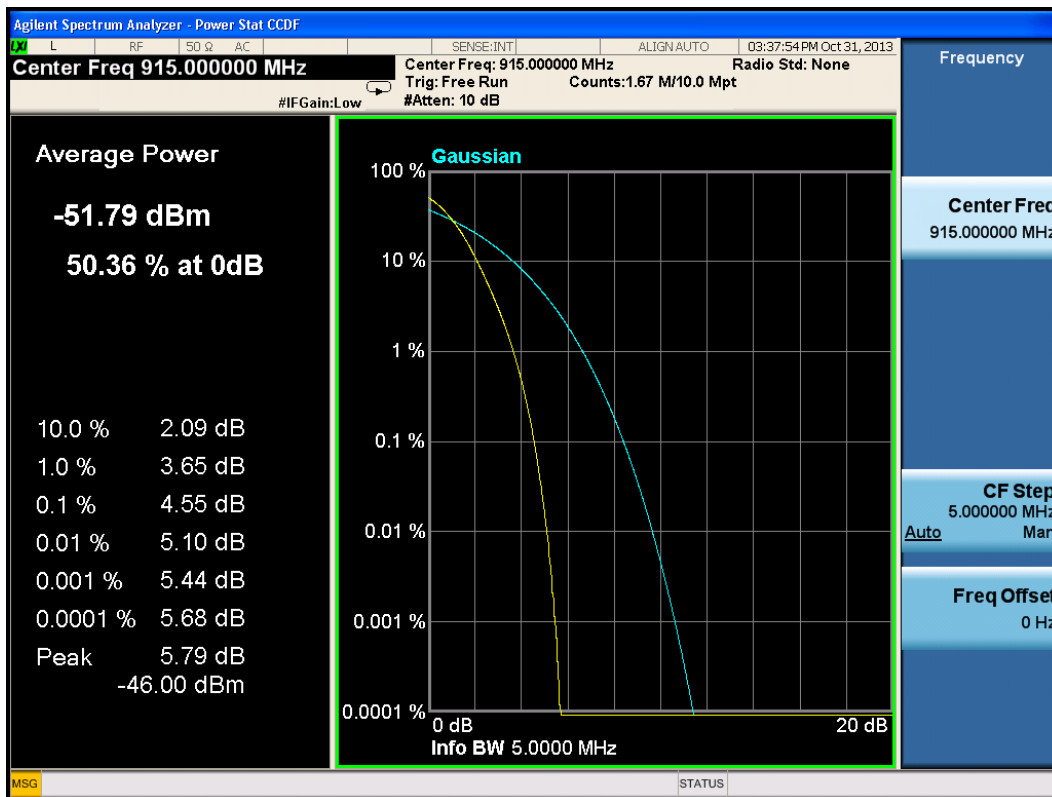 Agilent Spectrum Analyzer - Power Stat CCDF
LXI L RF 50 Ω AC SENSE:INT ALIGN AUTO 03:37:54 PM Oct 31, 2013
Center Freq 915.000000 MHz
Center Freq: 915.000000 MHz Radio Std: None
Trig: Free Run Counts:1.67 M/10.0 Mpt
#IFGain:Low #Atten: 10 dB
Average Power
-51.79 dBm
50.36 % at 0dB
10.0 % 2.09 dB
1.0 % 3.65 dB
0.1 % 4.55 dB
0.01 % 5.10 dB
0.001 % 5.44 dB
0.0001 % 5.68 dB
Peak 5.79 dB
-46.00 dBm
Gaussian
100 %
10 %
1 %
0.1 %
0.01 %
0.001 %
0.0001 %
0 dB 20 dB
Info BW 5.0000 MHz
Frequency
Center Freq
915.000000 MHz
CF Step
5.000000 MHz
Auto Man
Freq Offset
0 Hz
MSG STATUS